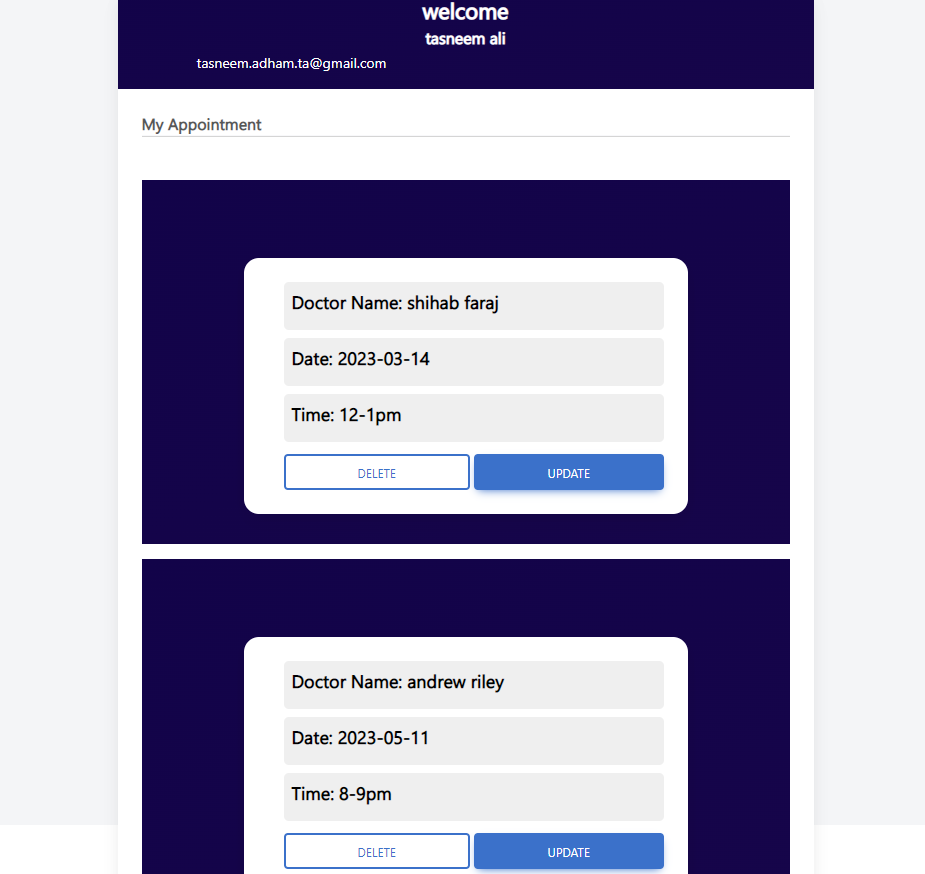 welcome
tasneem ali
tasneem.adham.ta@gmail.com
My Appointment
Doctor Name: shihab faraj
Date: 2023-03-14
Time: 12-1pm
DELETE UPDATE
Doctor Name: andrew riley
Date: 2023-05-11
Time: 8-9pm
DELETE UPDATE